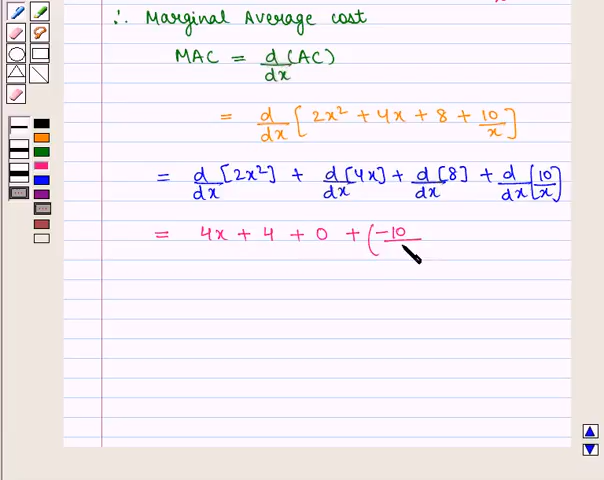 ∴ Marginal Average cost
MAC = d/dx (AC)
= d/dx [2x² + 4x + 8 + 10/x]
= d/dx [2x²] + d/dx [4x] + d/dx [8] + d/dx [10/x]
= 4x + 4 + 0 + (-10/